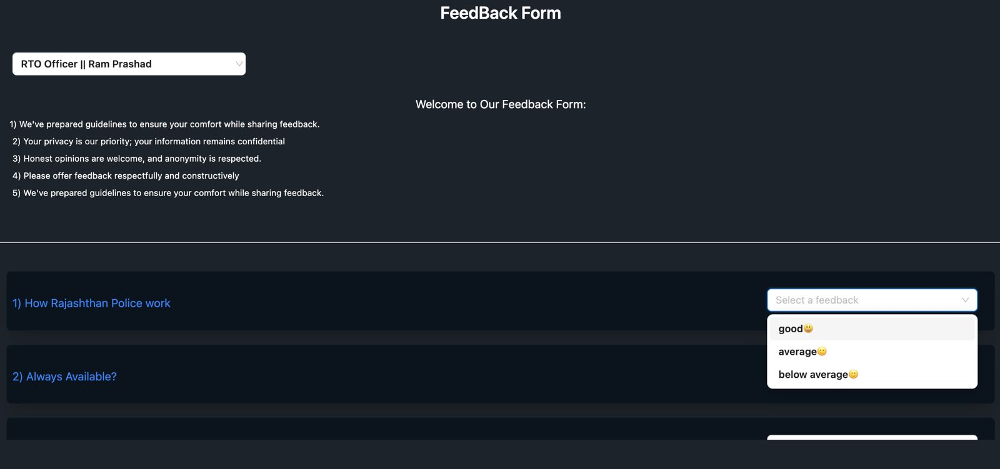 FeedBack Form
RTO Officer || Ram Prashad
Welcome to Our Feedback Form:
1) We've prepared guidelines to ensure your comfort while sharing feedback.
2) Your privacy is our priority; your information remains confidential
3) Honest opinions are welcome, and anonymity is respected.
4) Please offer feedback respectfully and constructively
5) We've prepared guidelines to ensure your comfort while sharing feedback.
1) How Rajashthan Police work
Select a feedback
good😃
average🙂
below average🙂
2) Always Available?